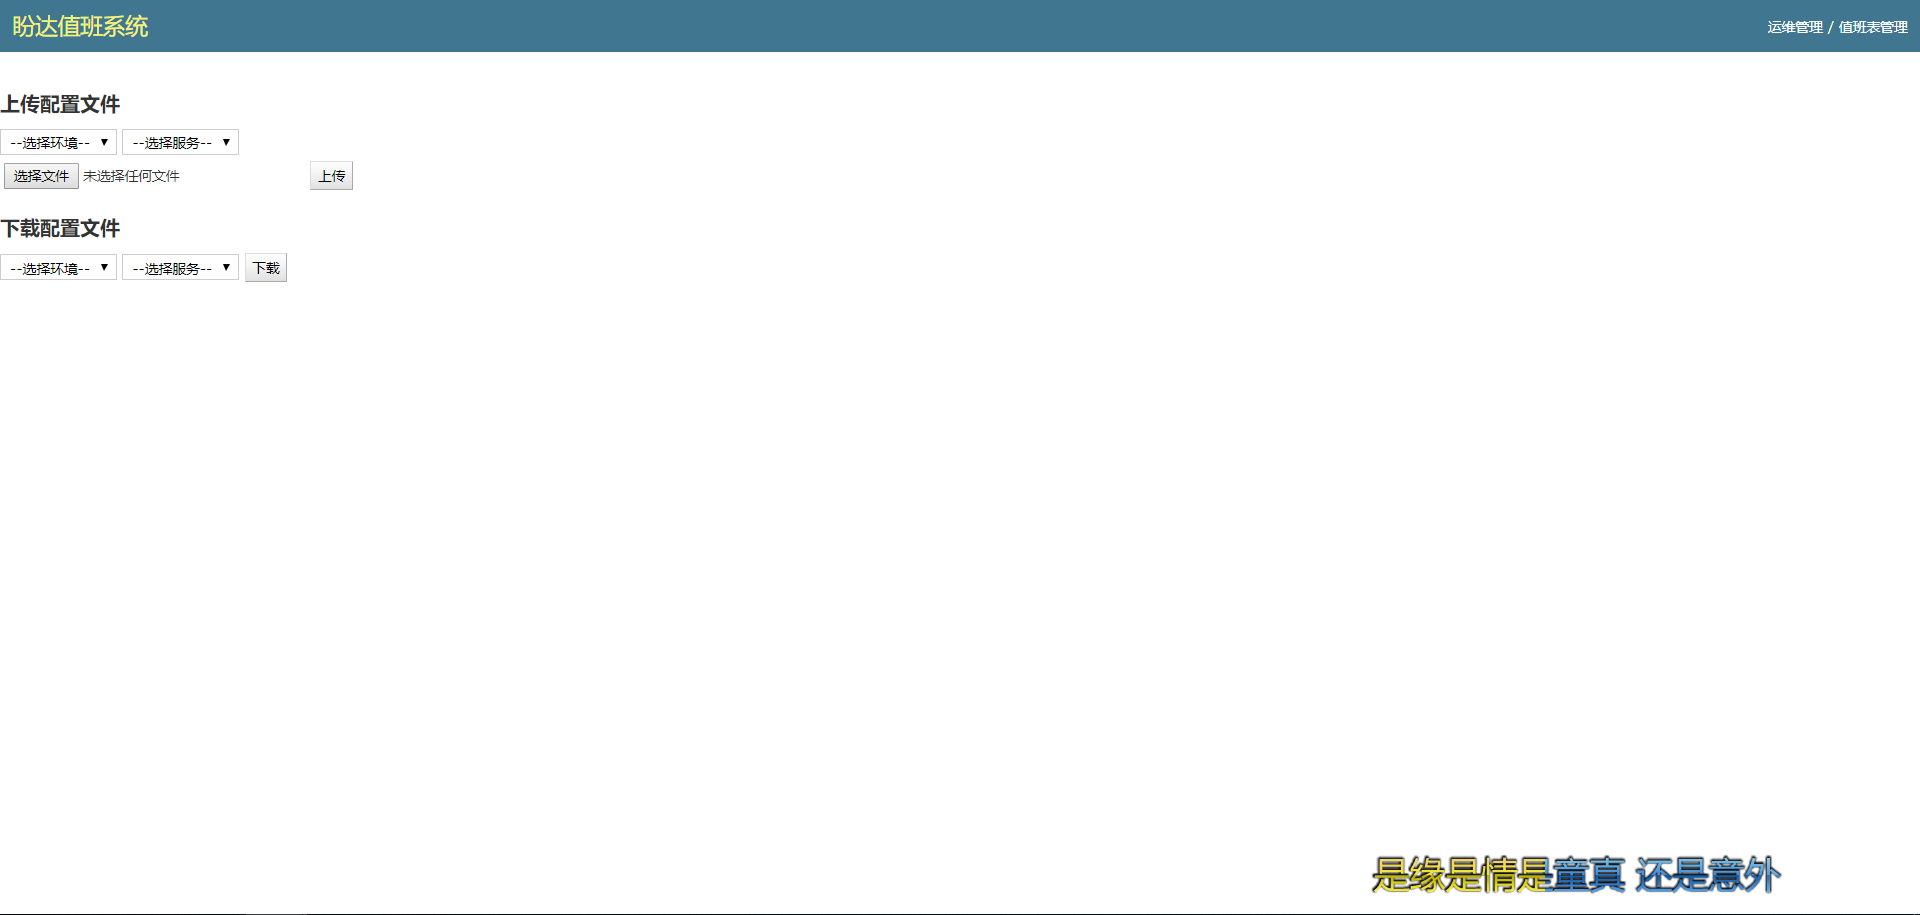 盼达值班系统
运维管理 / 值班表管理
上传配置文件
--选择环境-- --选择服务--
选择文件 未选择任何文件 上传
下载配置文件
--选择环境-- --选择服务-- 下载
是缘是情是童真 还是意外